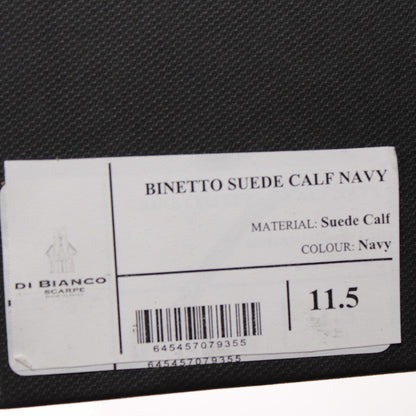 BINETTO SUEDE CALF NAVY
MATERIAL: Suede Calf
COLOUR: Navy
DI BIANCO
SCARPE
11.5
645457079355
645457079355